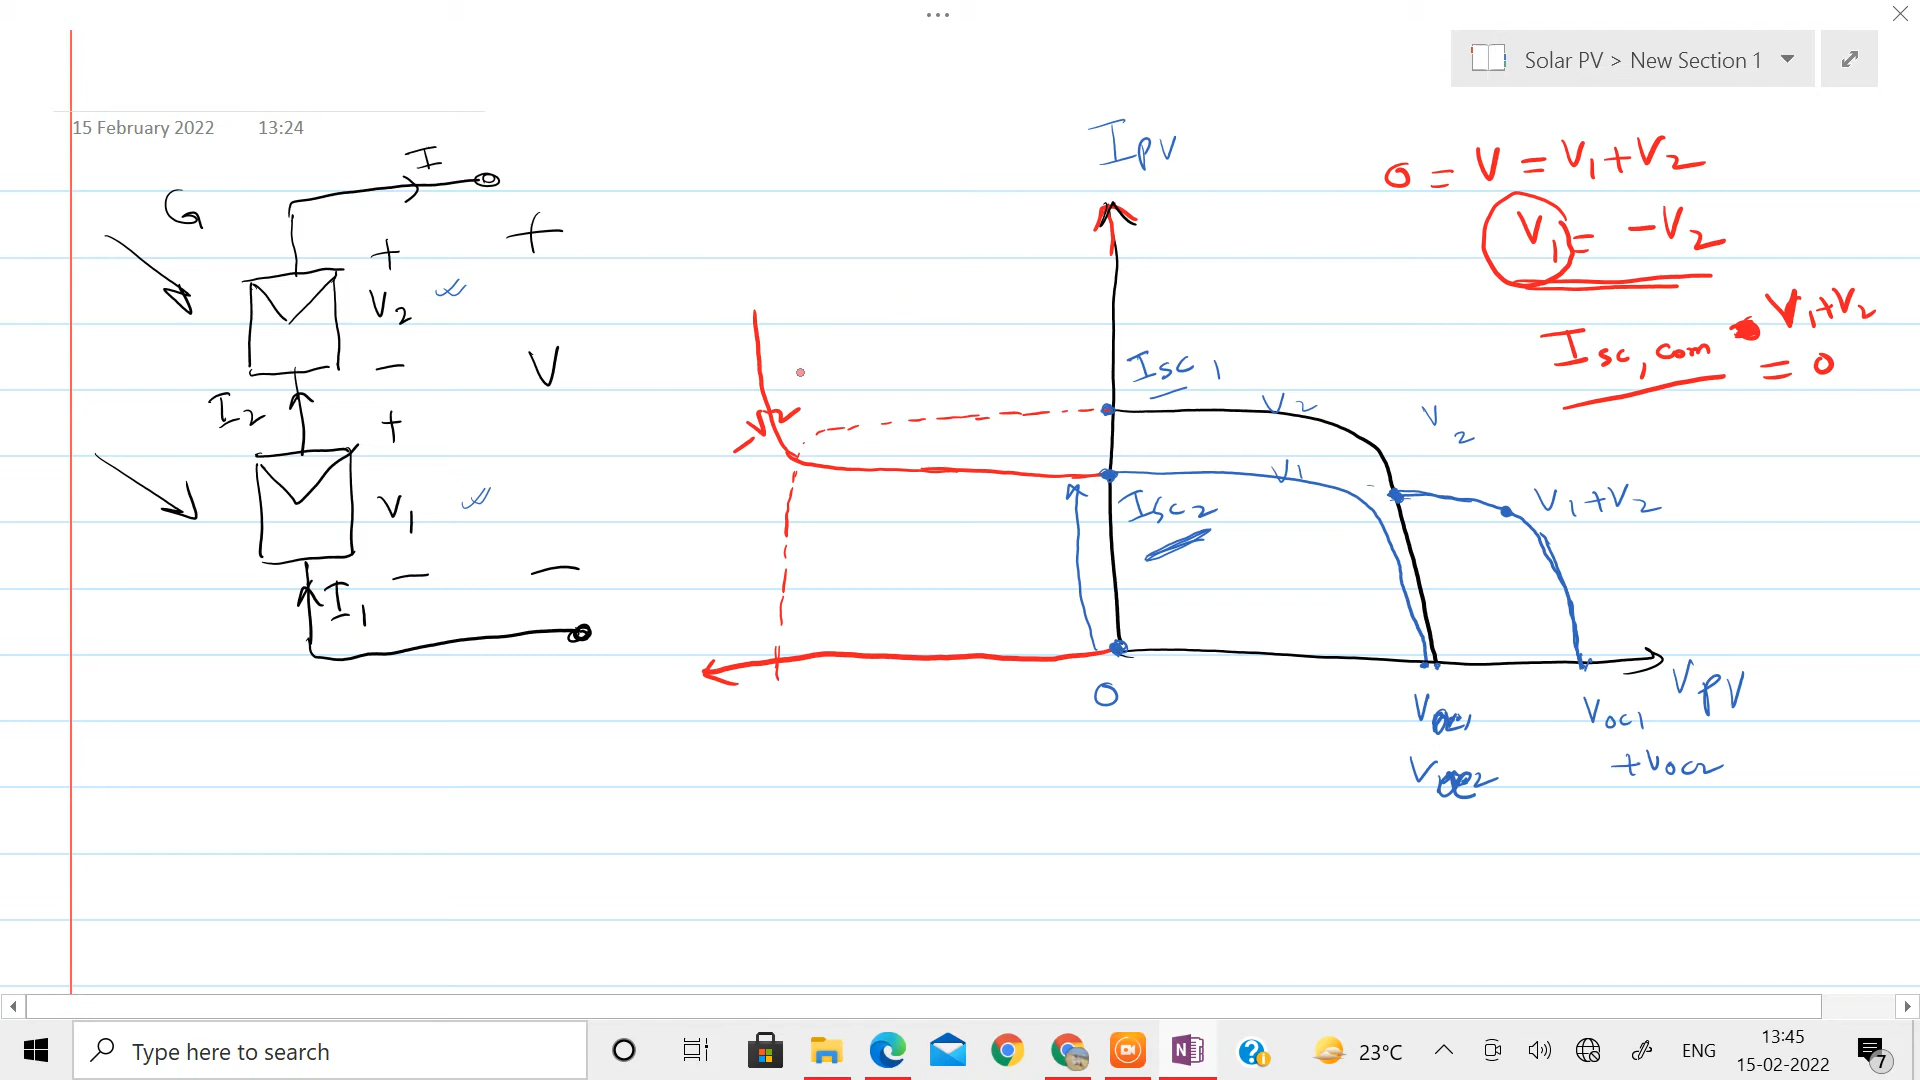 Solar PV > New Section 1
15 February 2022 13:24
G
I
+
+
V2
-
V
I2
+
V1
-
-
I1
IPV
0 = V = V1+V2
V1 = -V2
Isc,com
V1+V2
= 0
Isc1
V2
V2
V1
Isc2
V1+V2
0
VPV
Voc1
Voc2
Voc1
+Voc2
Type here to search
23°C
ENG
13:45
15-02-2022
7